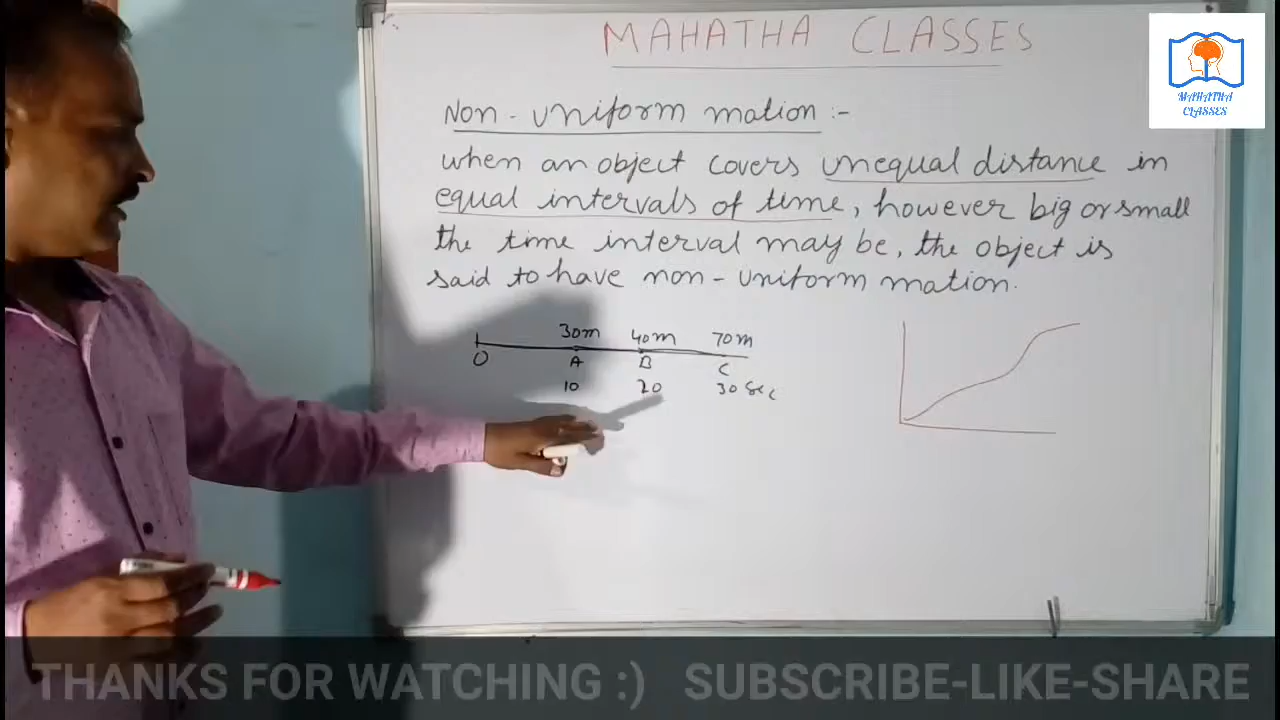 MAHATHA CLASSES
MAHATHA
CLASSES
Non-uniform mation :-
when an object covers unequal distance in
equal intervals of time, however big or small
the time interval may be, the object is
said to have non-uniform mation.
30m 40m 70m
O A B C
10 20 30 Sec
THANKS FOR WATCHING :) SUBSCRIBE-LIKE-SHARE